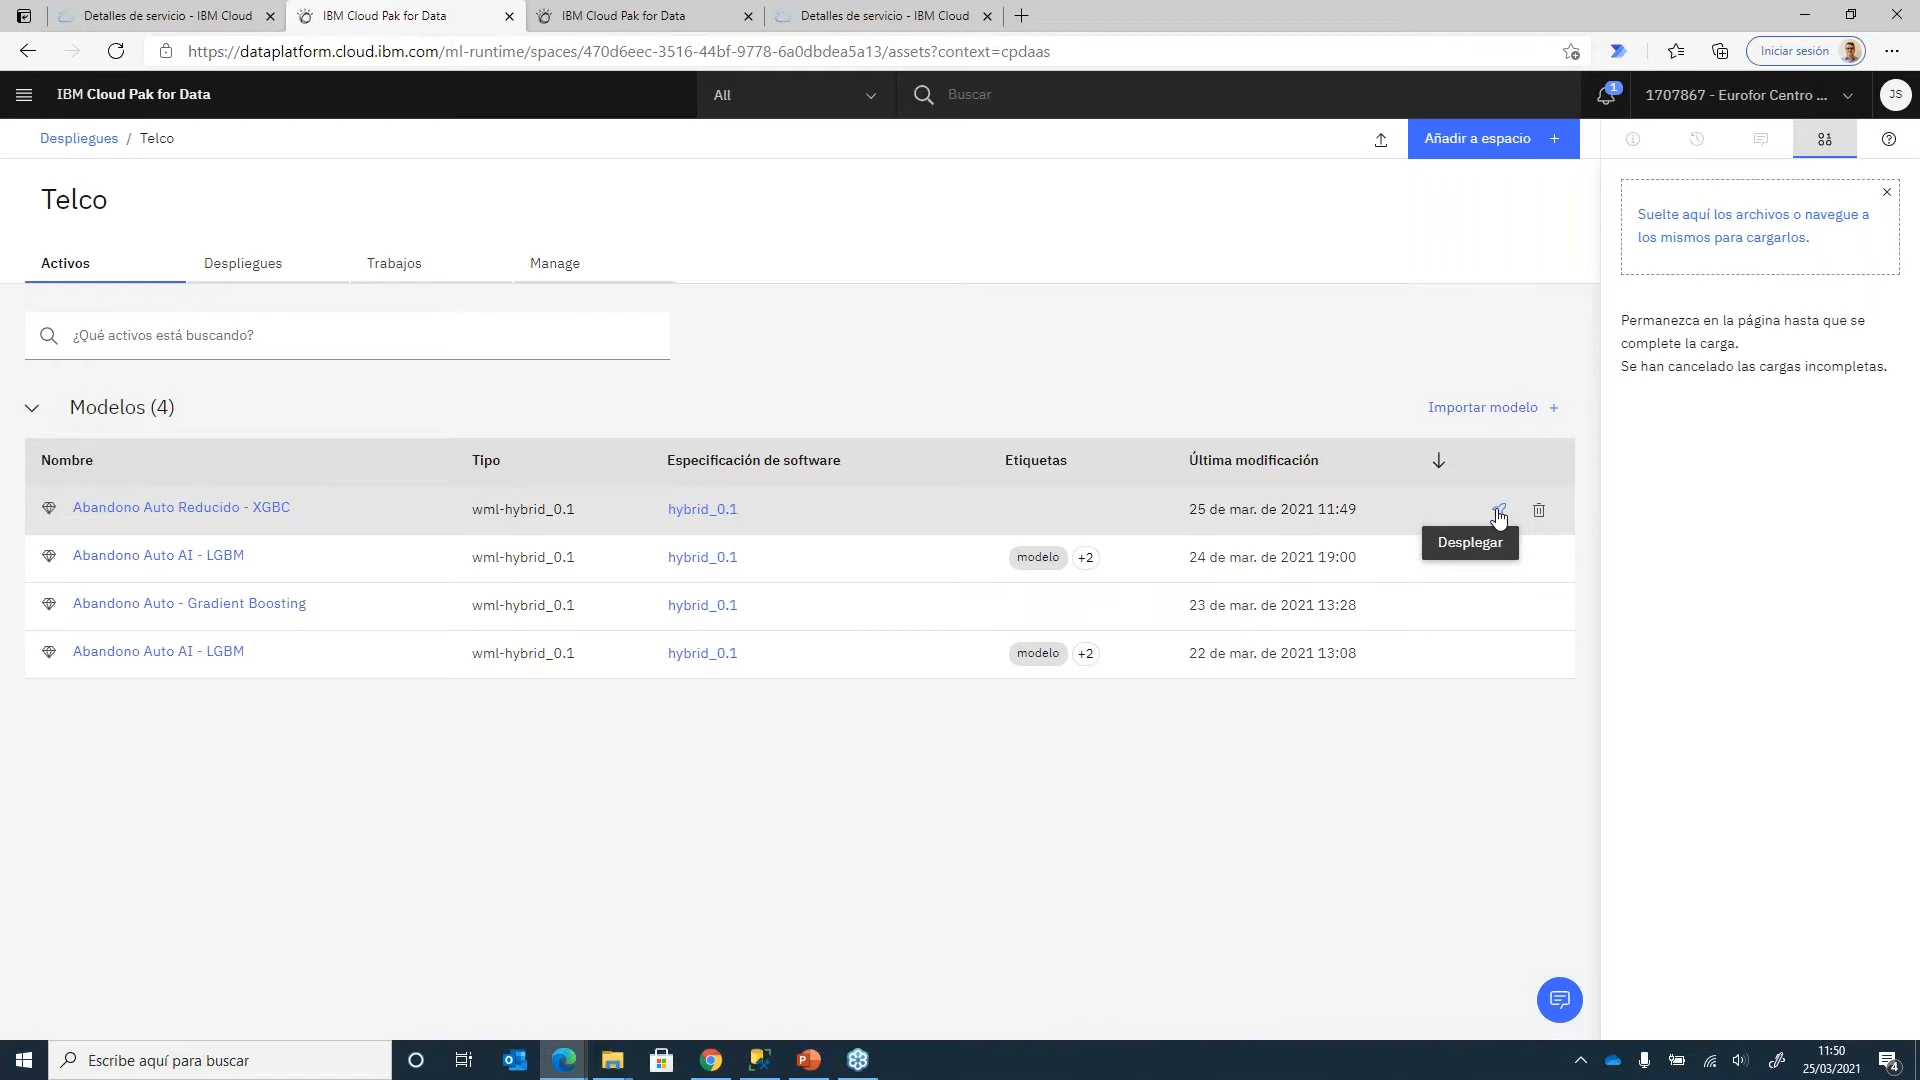 Detalles de servicio - IBM Cloud
IBM Cloud Pak for Data
IBM Cloud Pak for Data
Detalles de servicio - IBM Cloud
https://dataplatform.cloud.ibm.com/ml-runtime/spaces/470d6eec-3516-44bf-9778-6a0dbdea5a13/assets?context=cpdaas
Iniciar sesión
IBM Cloud Pak for Data
All
Buscar
1
1707867 - Eurofor Centro ...
JS
Despliegues / Telco
Añadir a espacio +
Telco
Activos
Despliegues
Trabajos
Manage
Suelte aquí los archivos o navegue a
los mismos para cargarlos.
Permanezca en la página hasta que se
complete la carga.
Se han cancelado las cargas incompletas.
¿Qué activos está buscando?
Modelos (4)
Importar modelo +
Nombre Tipo Especificación de software Etiquetas Última modificación
Abandono Auto Reducido - XGBC wml-hybrid_0.1 hybrid_0.1 25 de mar. de 2021 11:49
Desplegar
Abandono Auto AI - LGBM wml-hybrid_0.1 hybrid_0.1 modelo +2 24 de mar. de 2021 19:00
Abandono Auto - Gradient Boosting wml-hybrid_0.1 hybrid_0.1 23 de mar. de 2021 13:28
Abandono Auto AI - LGBM wml-hybrid_0.1 hybrid_0.1 modelo +2 22 de mar. de 2021 13:08
Escribe aquí para buscar
11:50
25/03/2021
4